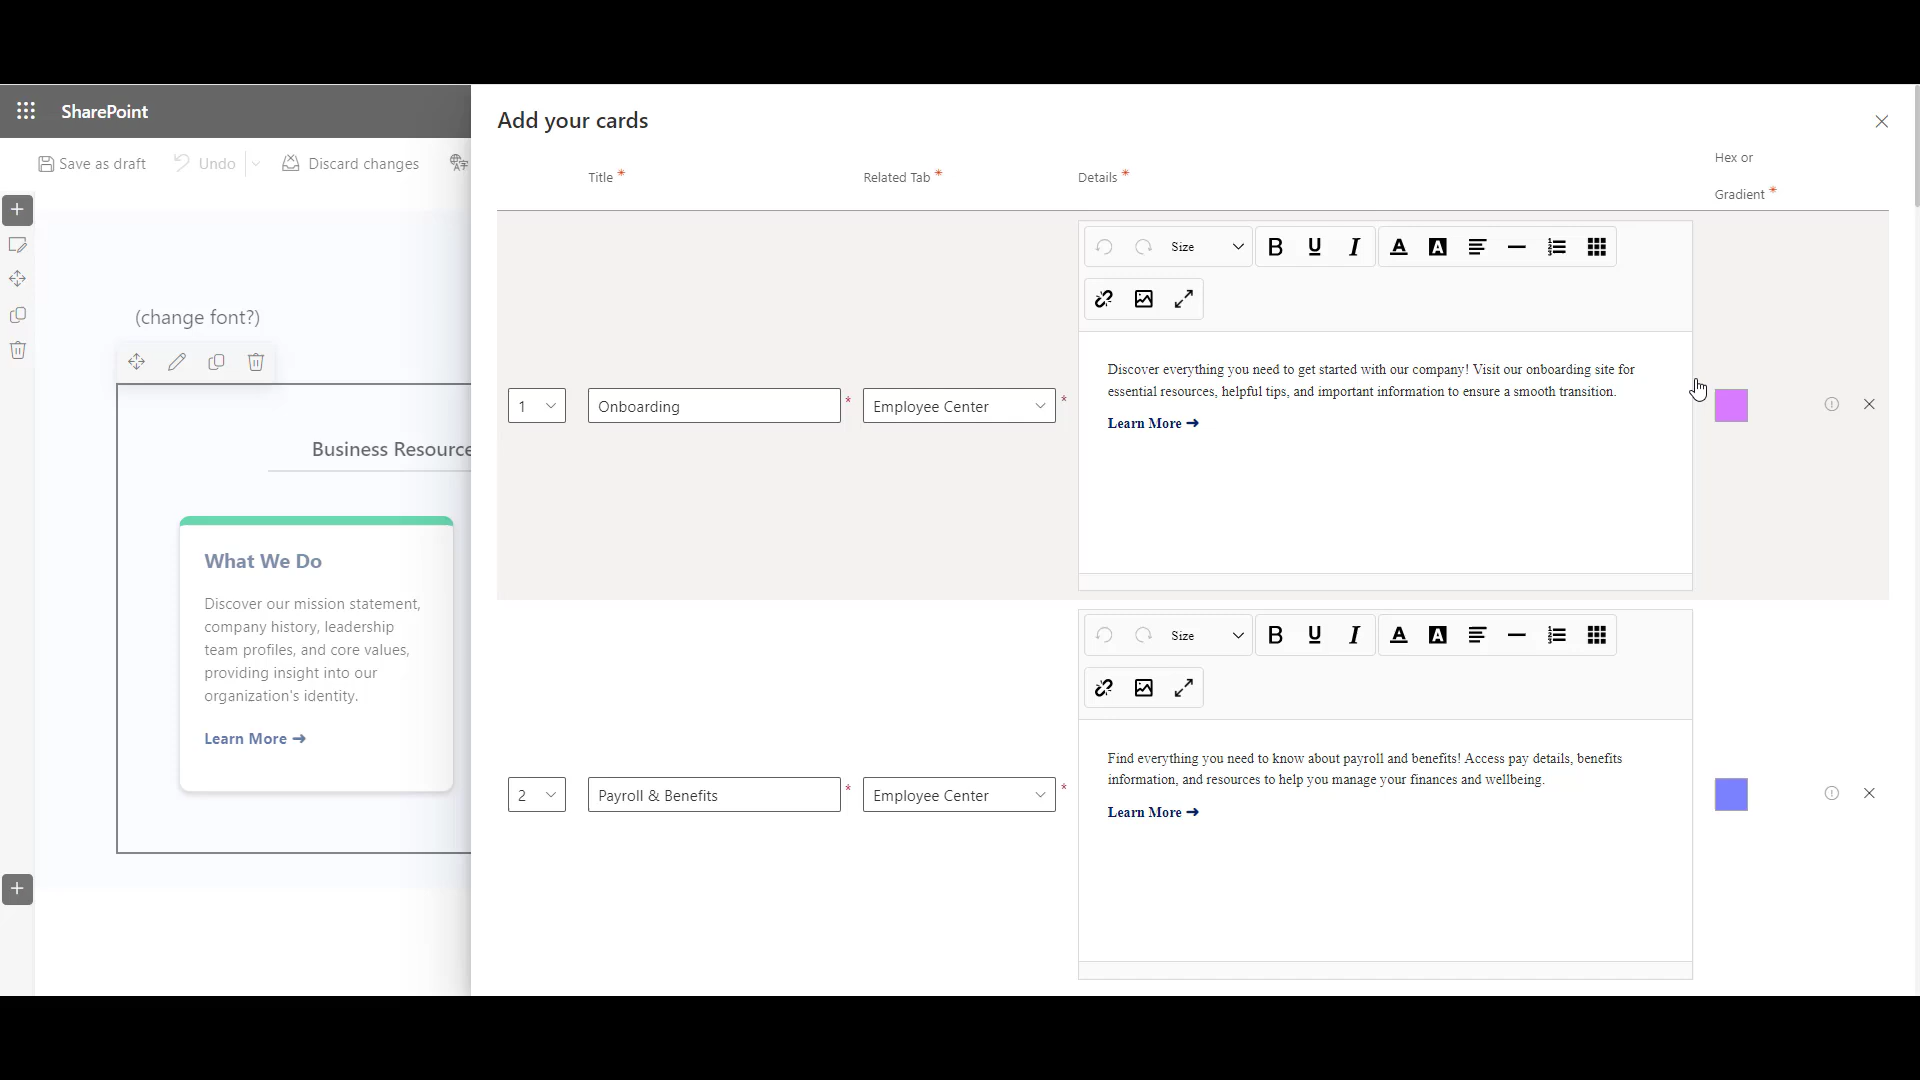 SharePoint
Save as draft
Undo
Discard changes
(change font?)
Business Resource
What We Do
Discover our mission statement,
company history, leadership
team profiles, and core values,
providing insight into our
organization's identity.
Learn More →
Add your cards
Title *
Related Tab *
Details *
Hex or
Gradient *
Size
1
Onboarding *
Employee Center *
Discover everything you need to get started with our company! Visit our onboarding site for
essential resources, helpful tips, and important information to ensure a smooth transition.
Learn More →
Size
2
Payroll & Benefits *
Employee Center *
Find everything you need to know about payroll and benefits! Access pay details, benefits
information, and resources to help you manage your finances and wellbeing.
Learn More →